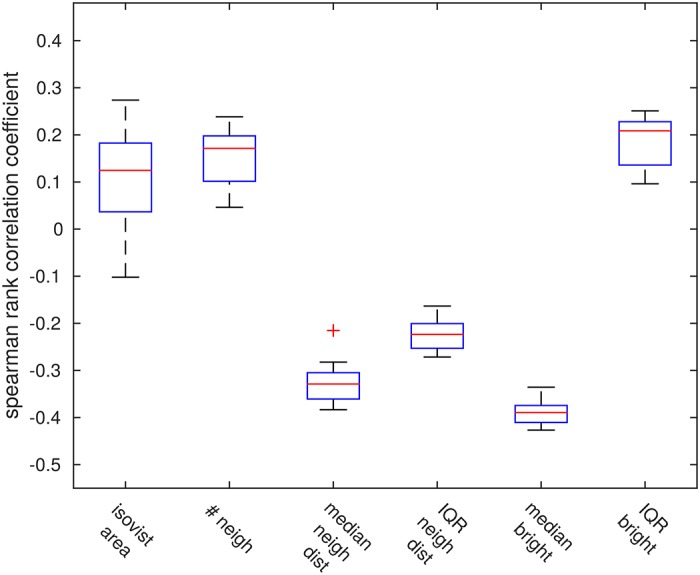 spearman rank correlation coefficient
0.4
0.3
0.2
0.1
0
-0.1
-0.2
-0.3
-0.4
-0.5
isovist
area
# neigh
median
neigh
dist
IQR
neigh
dist
median
bright
IQR
bright